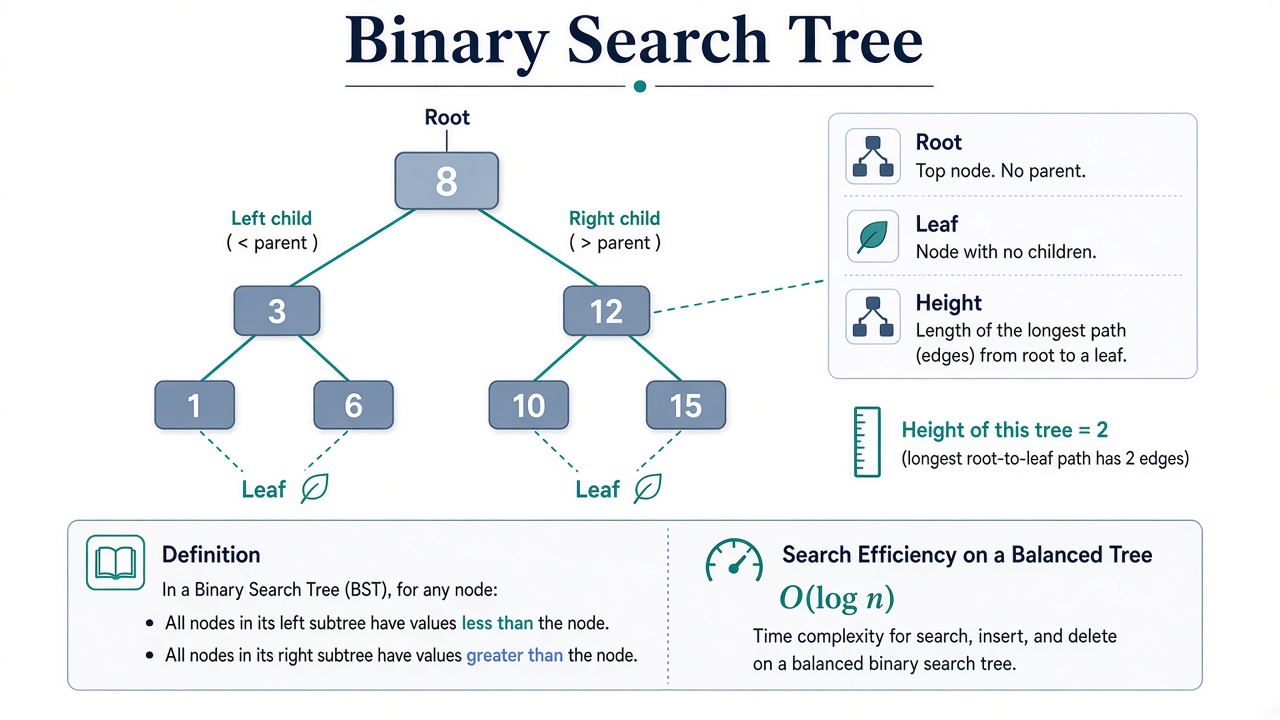 Binary Search Tree
Root
8
Left child
( < parent )
Right child
( > parent )
3
12
1
6
10
15
Leaf
Leaf
Root
Top node. No parent.
Leaf
Node with no children.
Height
Length of the longest path
(edges) from root to a leaf.
Height of this tree = 2
(longest root-to-leaf path has 2 edges)
Definition
In a Binary Search Tree (BST), for any node:
• All nodes in its left subtree have values less than the node.
• All nodes in its right subtree have values greater than the node.
Search Efficiency on a Balanced Tree
O(log n)
Time complexity for search, insert, and delete
on a balanced binary search tree.